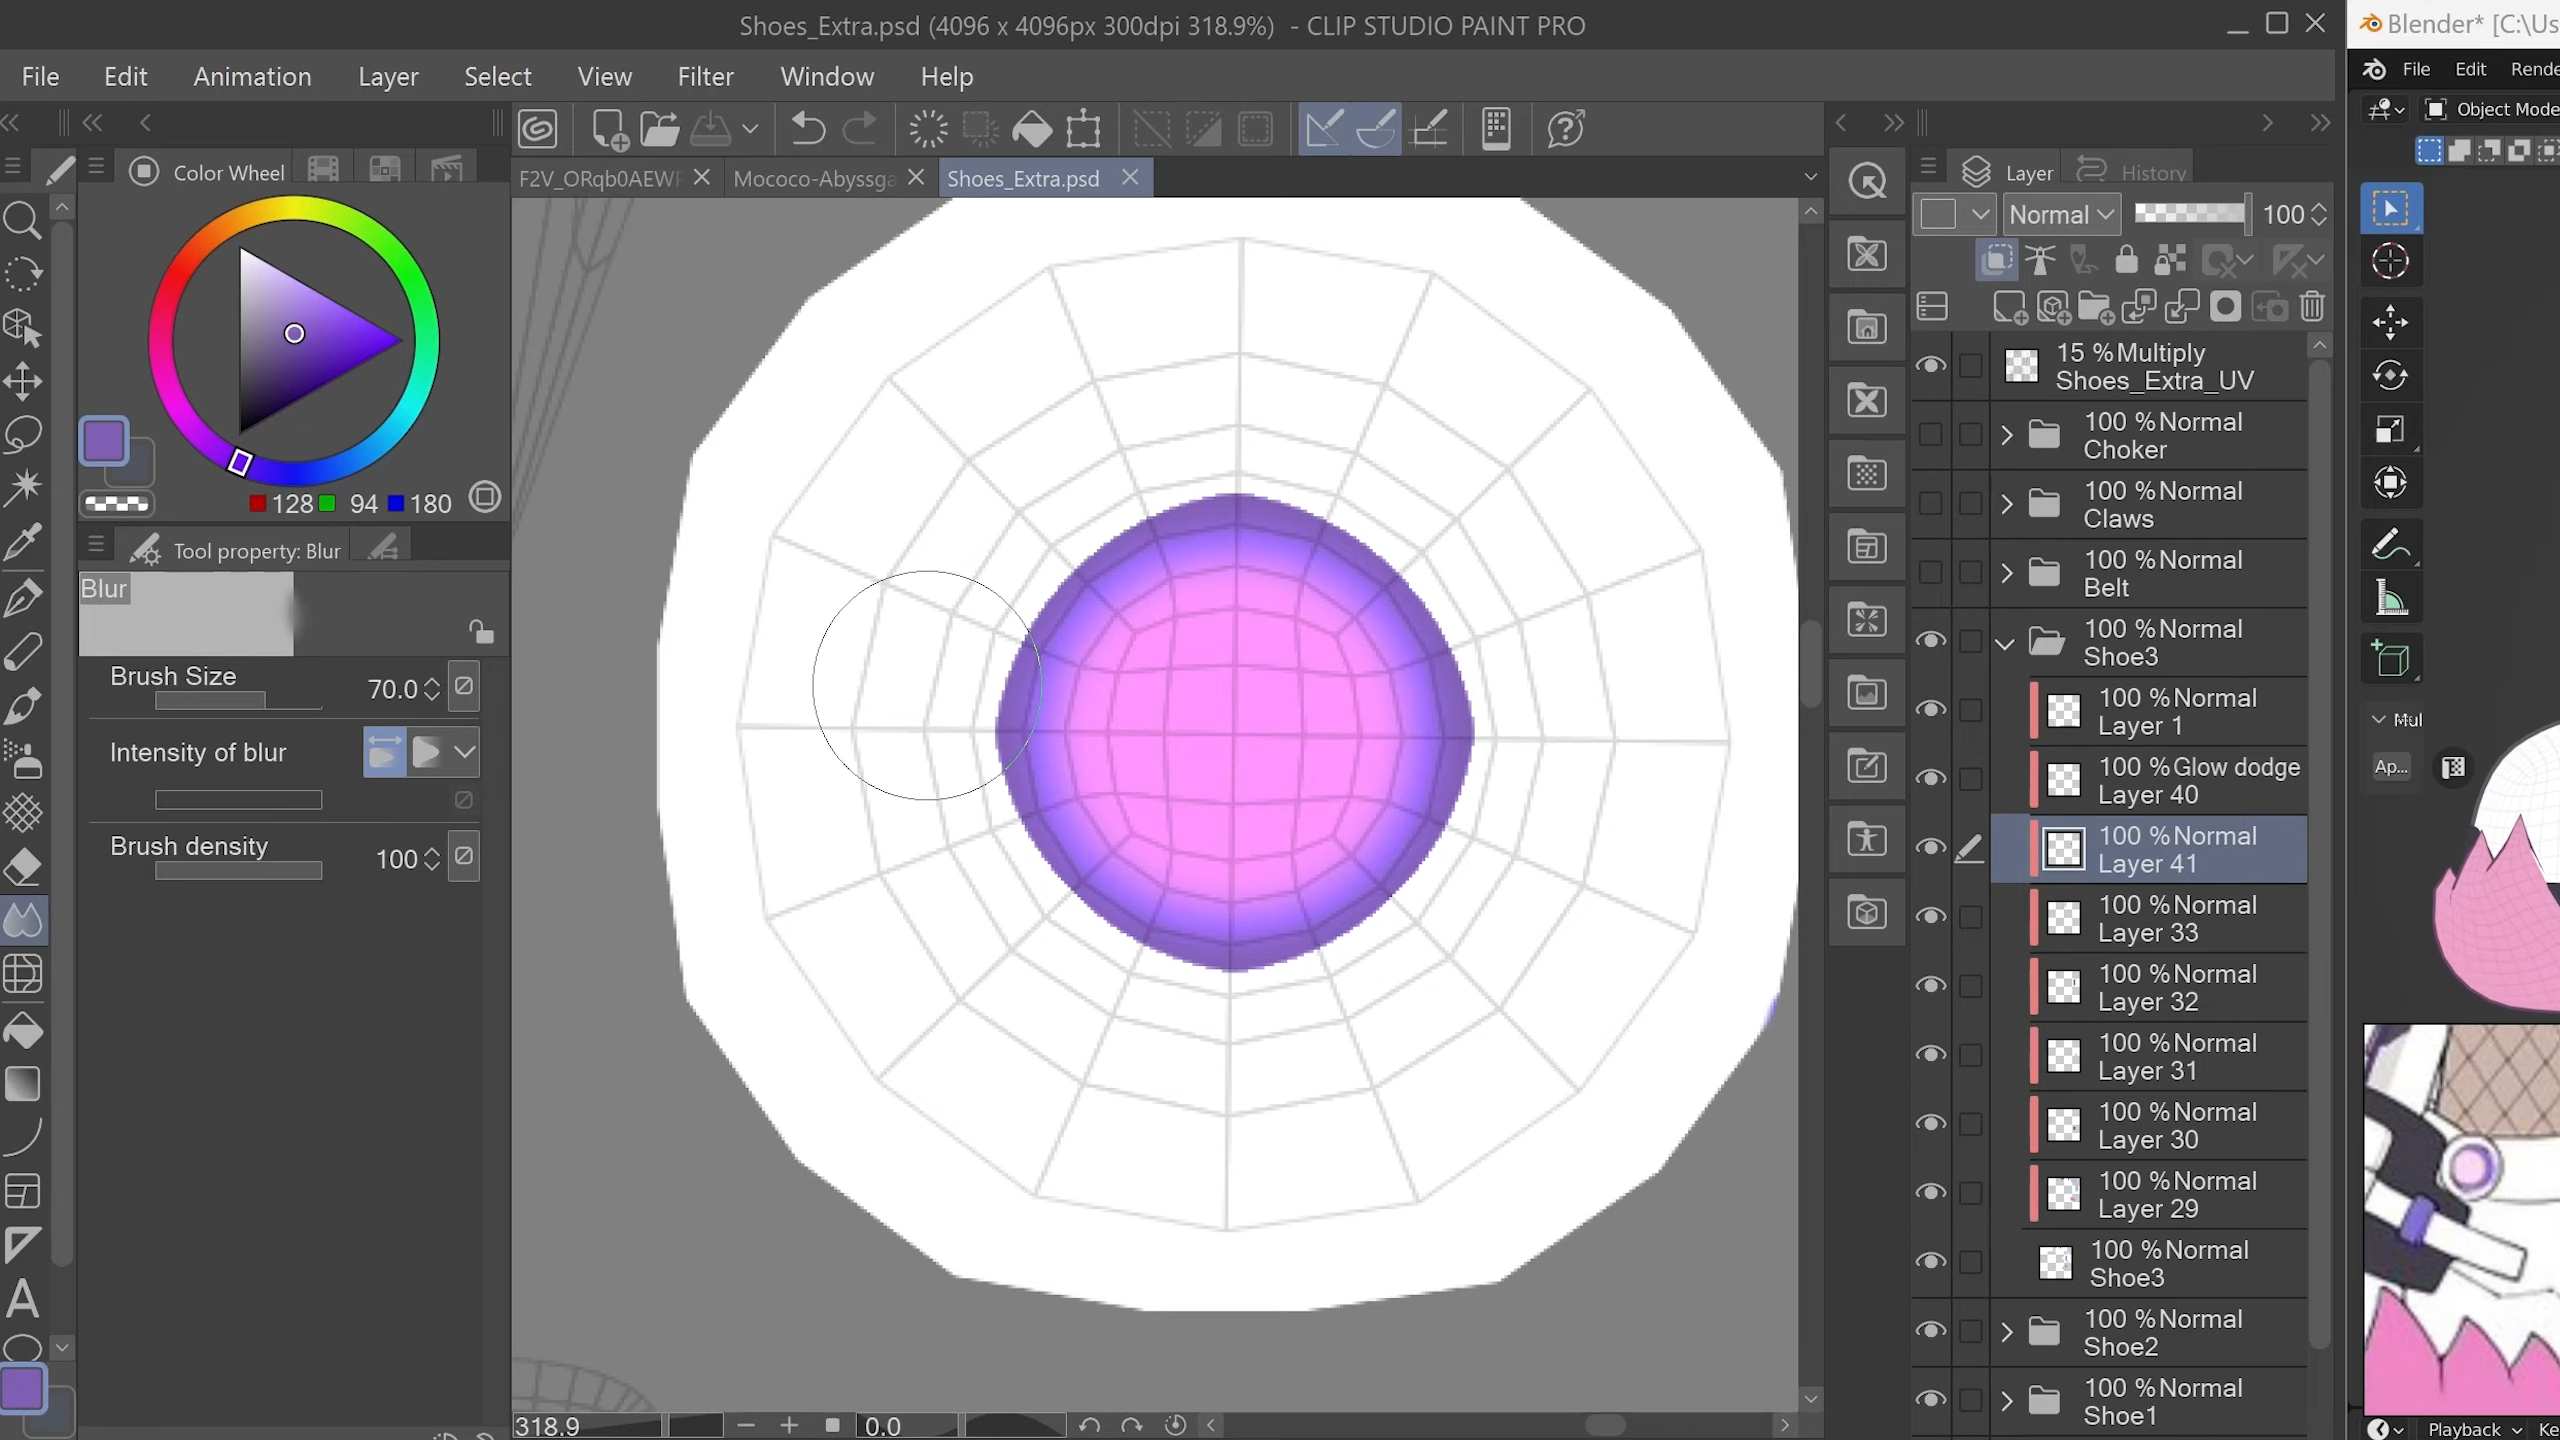 Shoes_Extra.psd (4096 x 4096px 300dpi 318.9%) - CLIP STUDIO PAINT PRO
Blender* [C:\Us
File Edit Animation Layer Select View Filter Window Help
File Edit Rende
Object Mode
Color Wheel
F2V_ORqb0AEWF
Mococo-Abyssga
Shoes_Extra.psd
Layer
History
Normal
100
128 94 180
Tool property: Blur
Blur
Brush Size
70.0
Intensity of blur
Brush density
100
15 %Multiply
Shoes_Extra_UV
100 %Normal
Choker
100 %Normal
Claws
100 %Normal
Belt
100 %Normal
Shoe3
100 %Normal
Layer 1
100 %Glow dodge
Layer 40
100 %Normal
Layer 41
100 %Normal
Layer 33
100 %Normal
Layer 32
100 %Normal
Layer 31
100 %Normal
Layer 30
100 %Normal
Layer 29
100 %Normal
Shoe3
100 %Normal
Shoe2
100 %Normal
Shoe1
A
318.9
0.0
Ap...
Playback
Ke